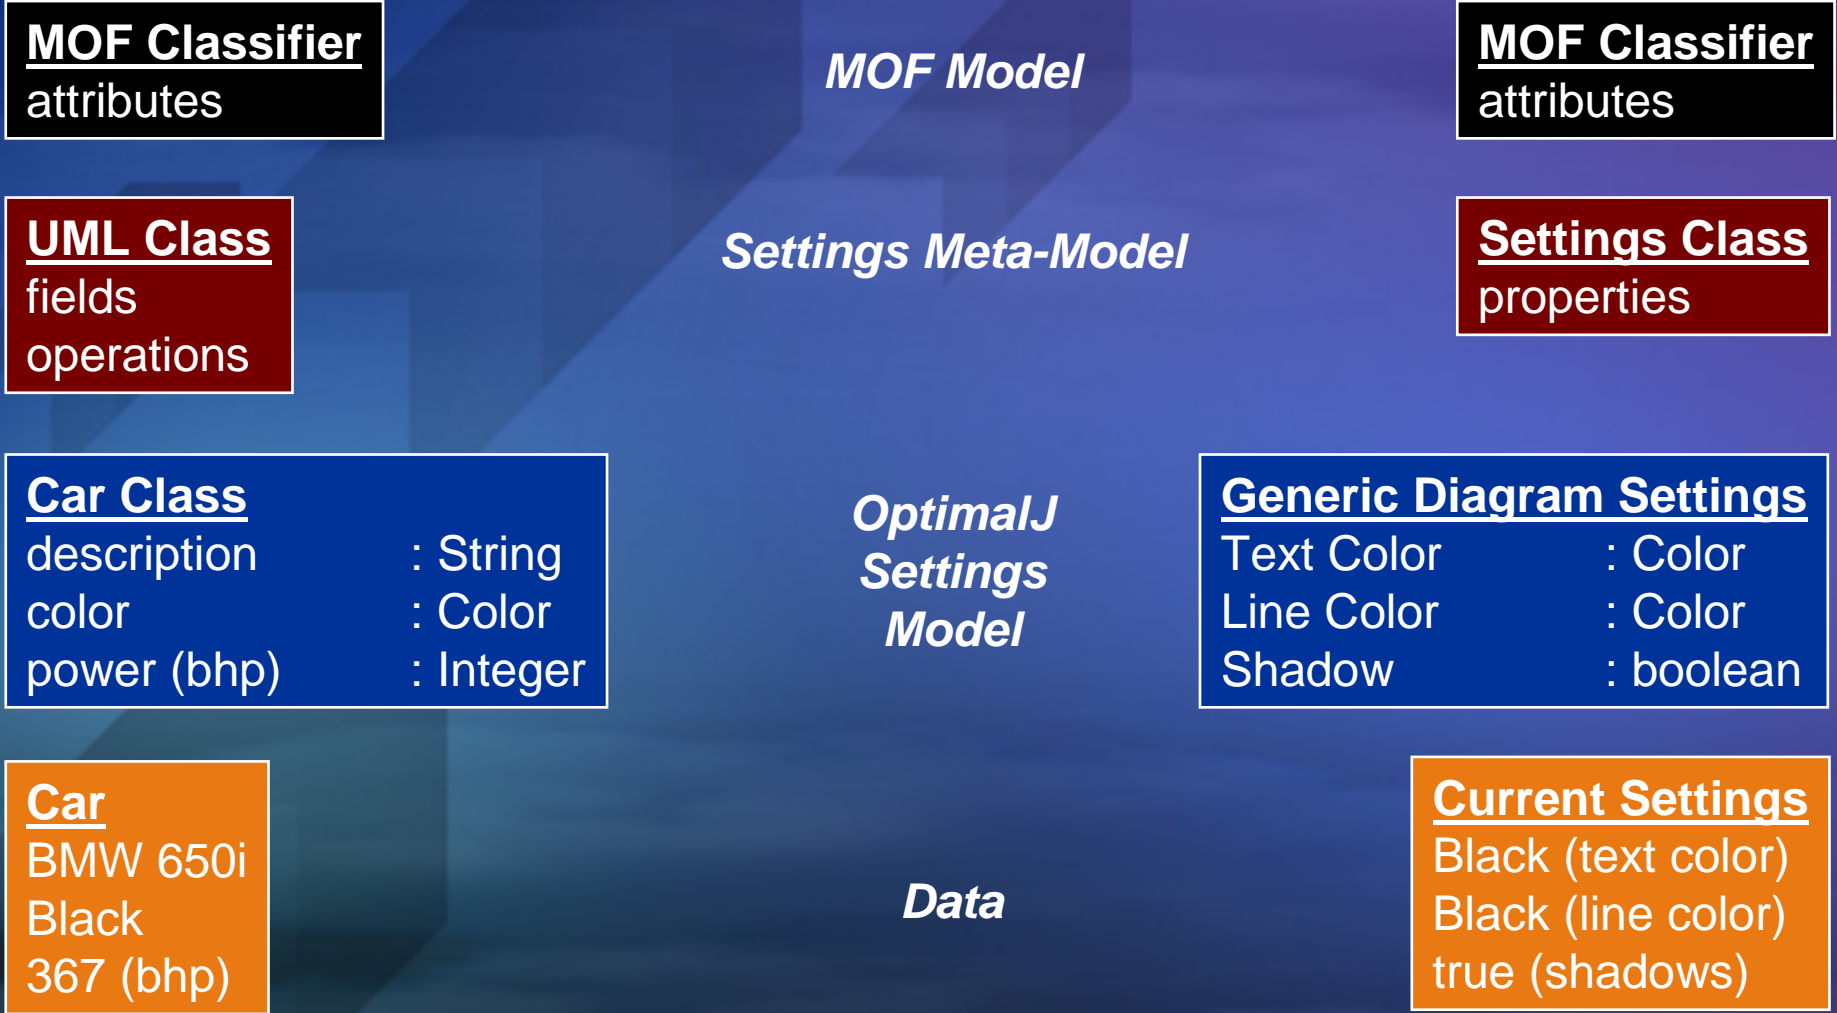 MOF Classifier
attributes
MOF Model
MOF Classifier
attributes
UML Class
fields
operations
Settings Meta-Model
Settings Class
properties
Car Class
description : String
color : Color
power (bhp) : Integer
OptimalJ
Settings
Model
Generic Diagram Settings
Text Color : Color
Line Color : Color
Shadow : boolean
Car
BMW 650i
Black
367 (bhp)
Data
Current Settings
Black (text color)
Black (line color)
true (shadows)